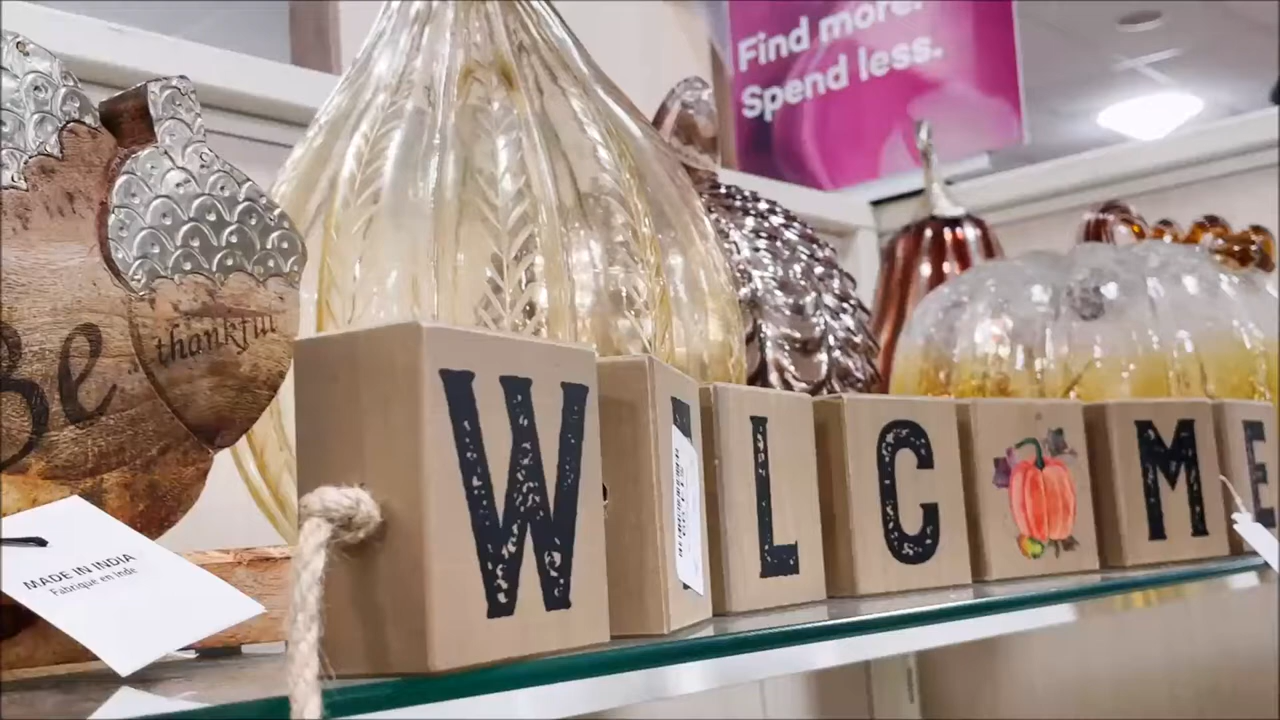 Find more.
Spend less.
Be
thankful
W L C M E
MADE IN INDIA
Fabriqué en Inde